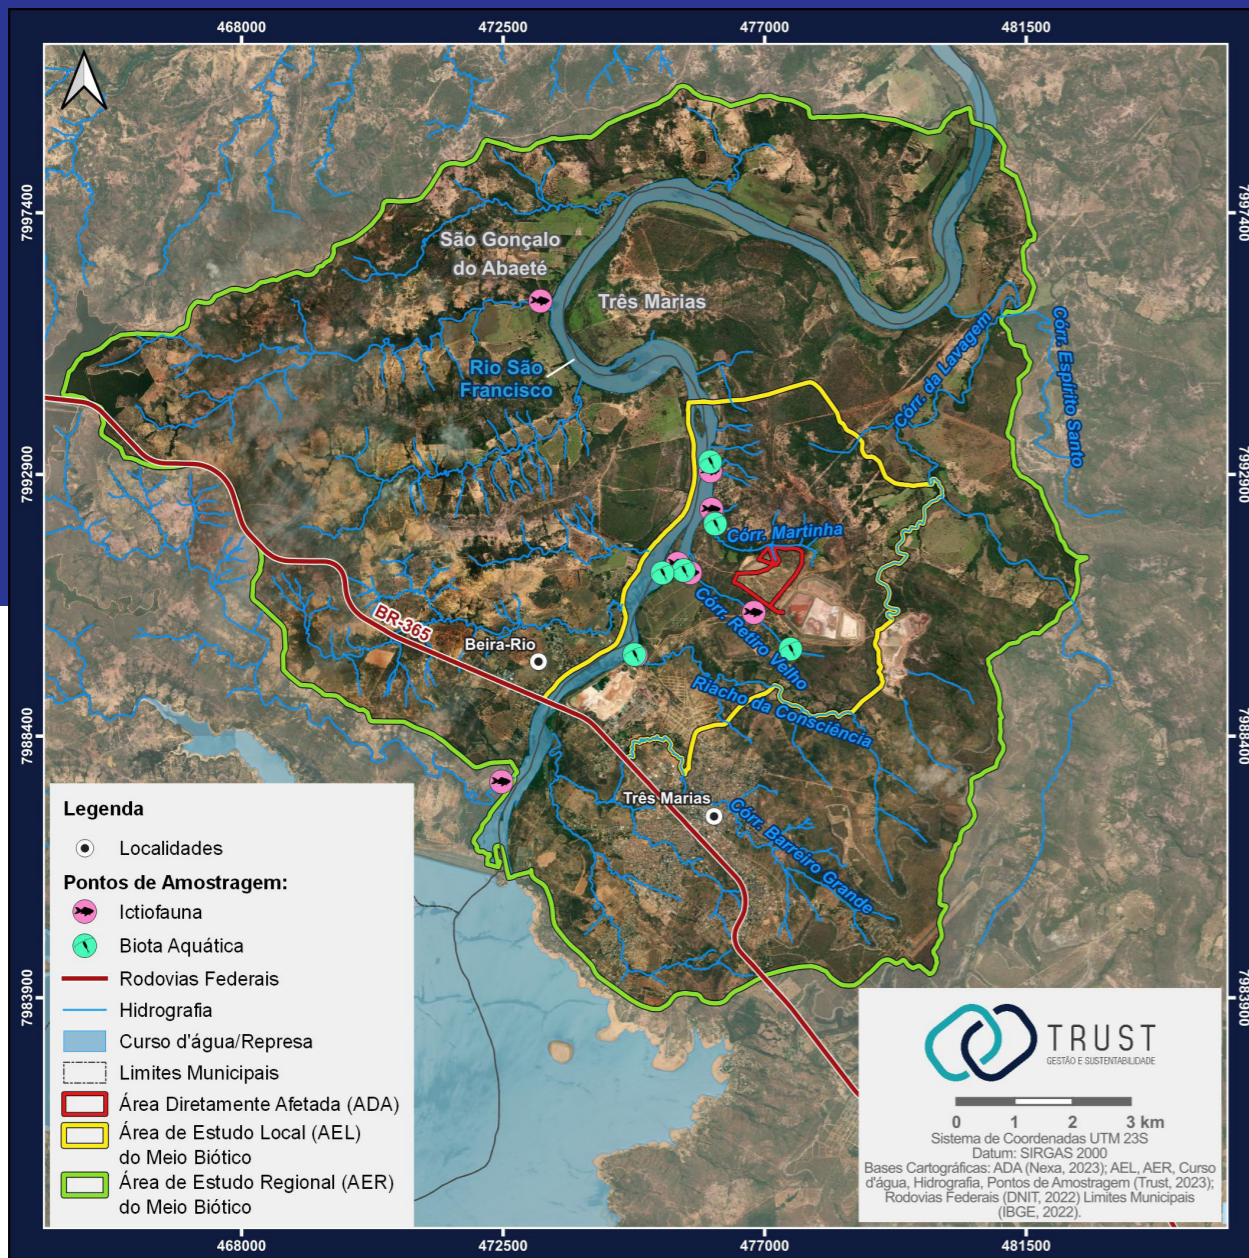 468000
472500
477000
481500
7997400
7997400
São Gonçalo
do Abaeté
Três Marias
Rio São
Francisco
Córr. da Lavagem
Córr. Espírito Santo
7992900
7992900
Córr. Martinha
BR-365
Beira-Rio
Córr. Retiro Velho
Riacho da Consciência
7988400
7988400
Três Marias
Córr. Barreiro Grande
Legenda
Localidades
Pontos de Amostragem:
Ictiofauna
Biota Aquática
Rodovias Federais
Hidrografia
Curso d'água/Represa
Limites Municipais
Área Diretamente Afetada (ADA)
Área de Estudo Local (AEL)
do Meio Biótico
Área de Estudo Regional (AER)
do Meio Biótico
7983900
7983900
TRUST
GESTÃO E SUSTENTABILIDADE
0 1 2 3 km
Sistema de Coordenadas UTM 23S
Datum: SIRGAS 2000
Bases Cartográficas: ADA (Nexa, 2023); AEL, AER, Curso
d'água, Hidrografia, Pontos de Amostragem (Trust, 2023);
Rodovias Federais (DNIT, 2022) Limites Municipais
(IBGE, 2022).
468000
472500
477000
481500